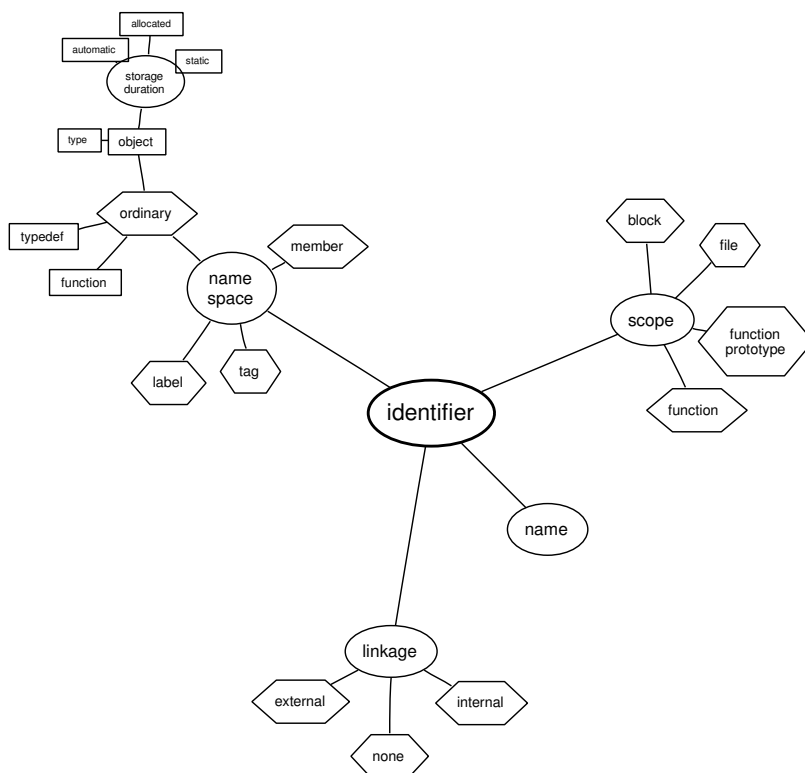 allocated
automatic
static
storage
duration
type
object
ordinary
typedef
function
member
name
space
label
tag
block
file
scope
function
prototype
function
identifier
name
linkage
external
internal
none